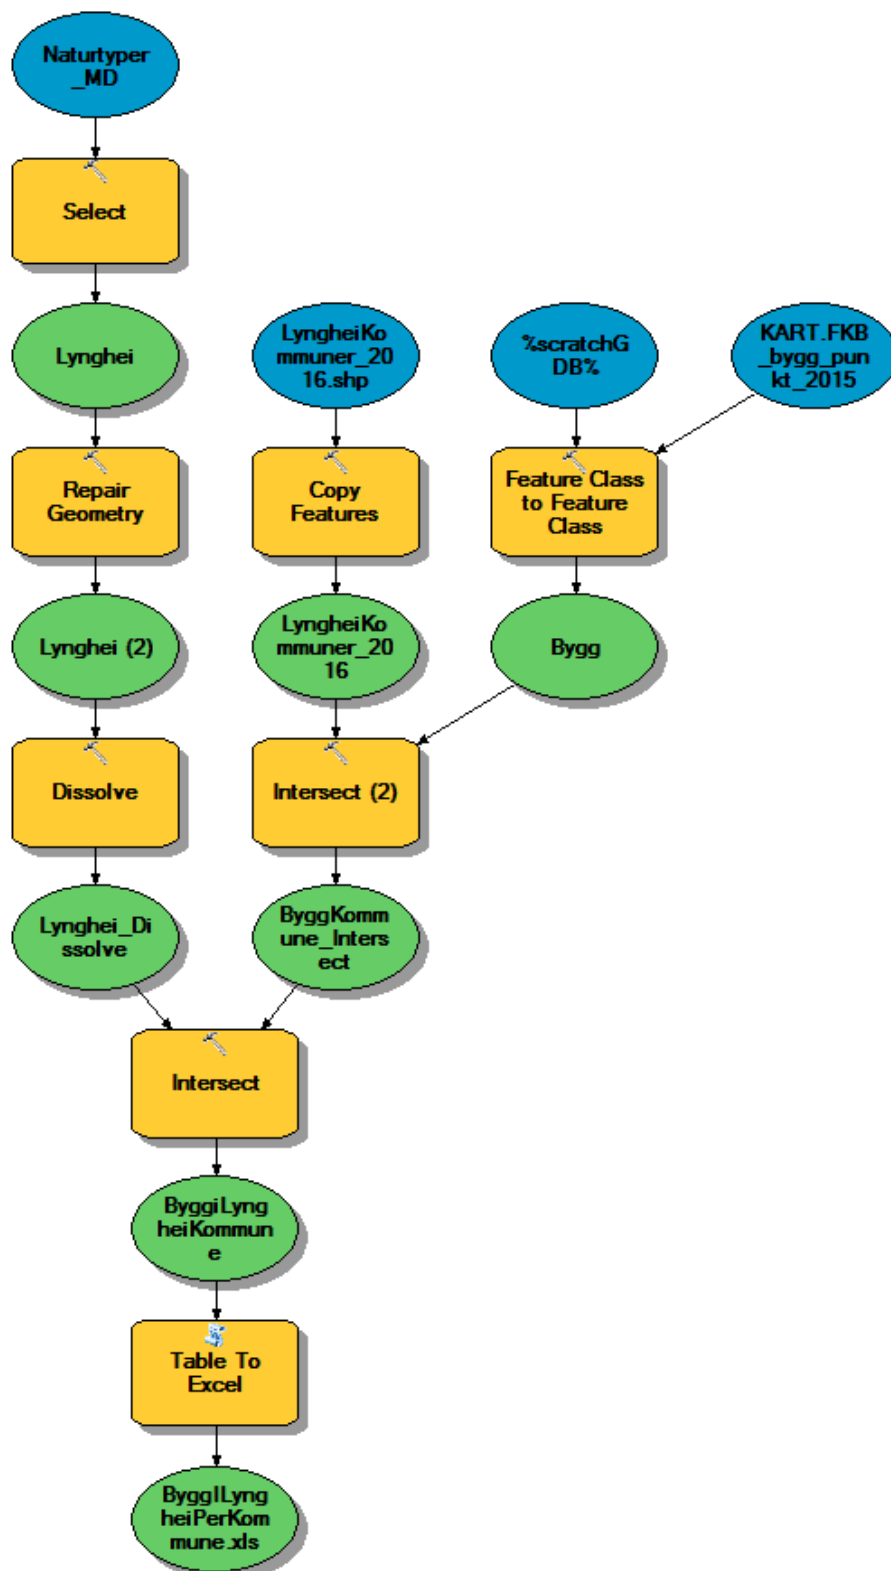 Naturtyper
_MD
Select
Lynghei
LyngheiKo
mmuner_20
16.shp
%scratchG
DB%
KART.FKB
_bygg_pun
kt_2015
Repair
Geometry
Copy
Features
Feature Class
to Feature
Class
Lynghei (2)
LyngheiKo
mmuner_20
16
Bygg
Dissolve
Intersect (2)
Lynghei_Di
ssolve
ByggKomm
une_Inters
ect
Intersect
ByggiLyng
heiKommun
e
Table To
Excel
ByggILyng
heiPerKom
mune.xls